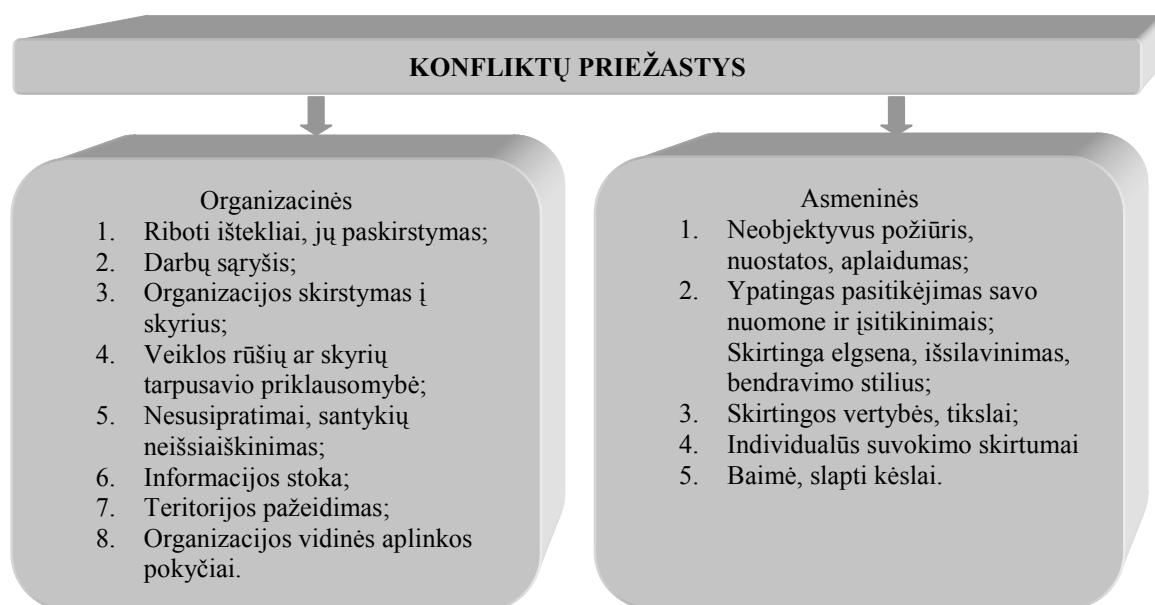 KONFLIKTŲ PRIEŽASTYS
Organizacinės
1. Riboti ištekliai, jų paskirstymas;
2. Darbų sąryšis;
3. Organizacijos skirstymas į
skyrius;
4. Veiklos rūšių ar skyrių
tarpusavio priklausomybė;
5. Nesusipratimai, santykių
neišsiaiškinimas;
6. Informacijos stoka;
7. Teritorijos pažeidimas;
8. Organizacijos vidinės aplinkos
pokyčiai.
Asmeninės
1. Neobjektyvus požiūris,
nuostatos, aplaidumas;
2. Ypatingas pasitikėjimas savo
nuomone ir įsitikinimais;
Skirtinga elgsena, išsilavinimas,
bendravimo stilius;
3. Skirtingos vertybės, tikslai;
4. Individualūs suvokimo skirtumai
5. Baimė, slapti kėslai.